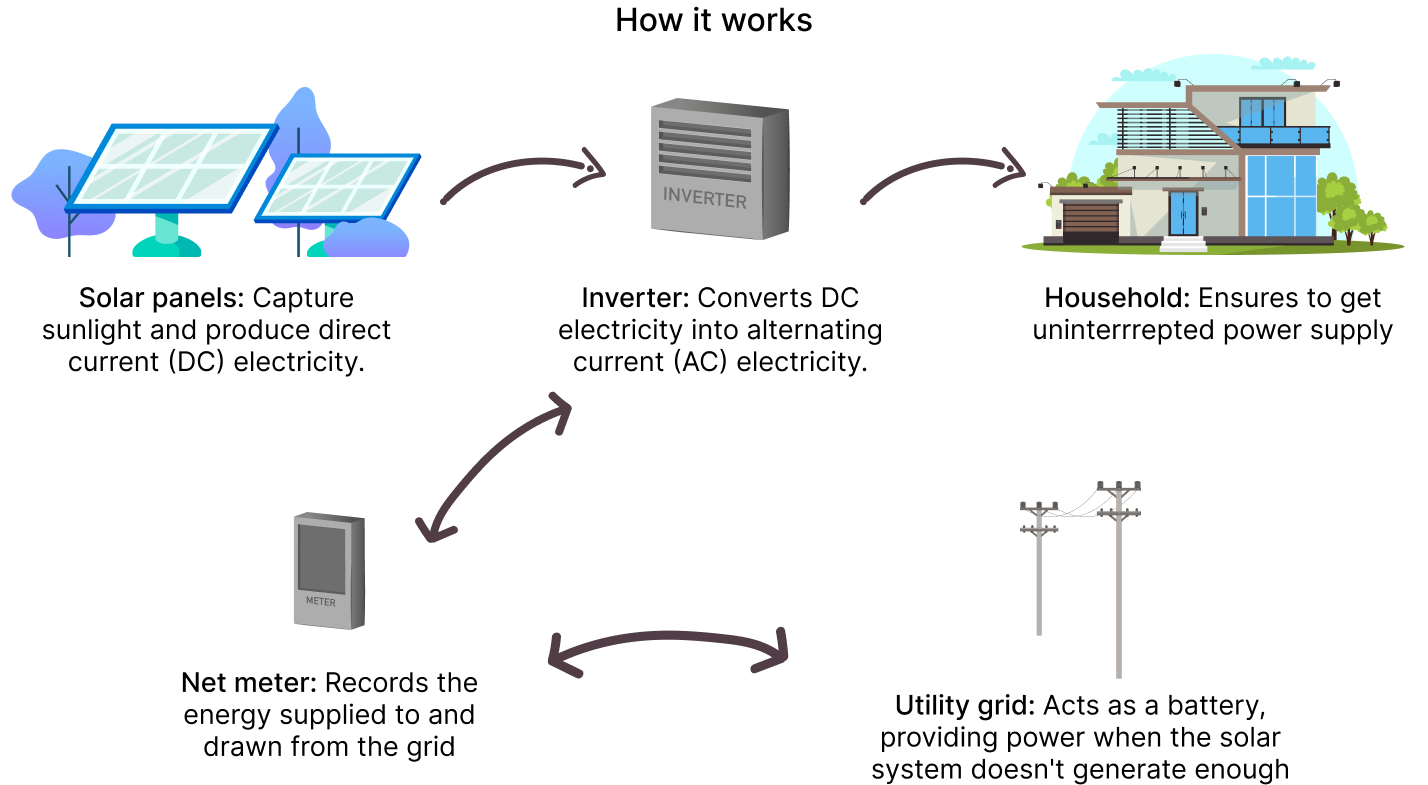 How it works
INVERTER
Solar panels: Capture
sunlight and produce direct
current (DC) electricity.
Inverter: Converts DC
electricity into alternating
current (AC) electricity.
Household: Ensures to get
uninterrrepted power supply
METER
Net meter: Records the
energy supplied to and
drawn from the grid
Utility grid: Acts as a battery,
providing power when the solar
system doesn't generate enough